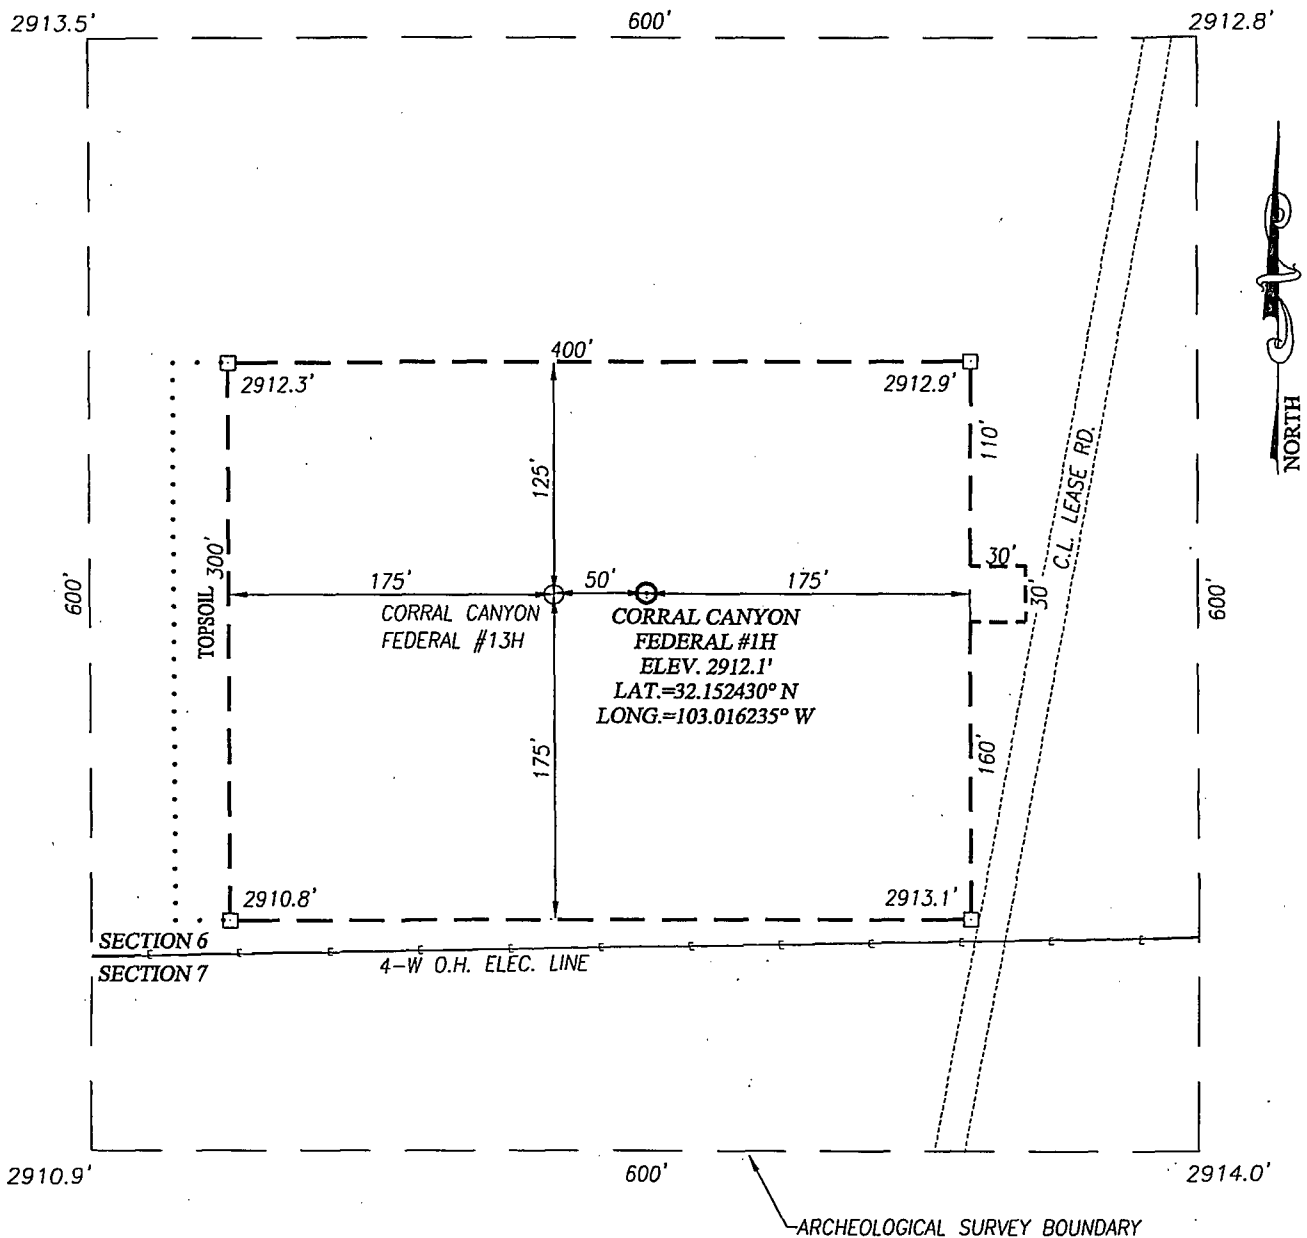 2913.5'
600'
2912.8'
NORTH
400'
2912.3'
2912.9'
110'
C.L. LEASE RD.
125'
600'
TOPSOIL
300'
175'
50'
175'
30'
30'
600'
CORRAL CANYON
FEDERAL #13H
CORRAL CANYON
FEDERAL #1H
ELEV. 2912.1'
LAT.=32.152430° N
LONG.=103.016235° W
175'
160'
2910.8'
2913.1'
SECTION 6
SECTION 7
4-W O.H. ELEC. LINE
2910.9'
600'
2914.0'
ARCHEOLOGICAL SURVEY BOUNDARY